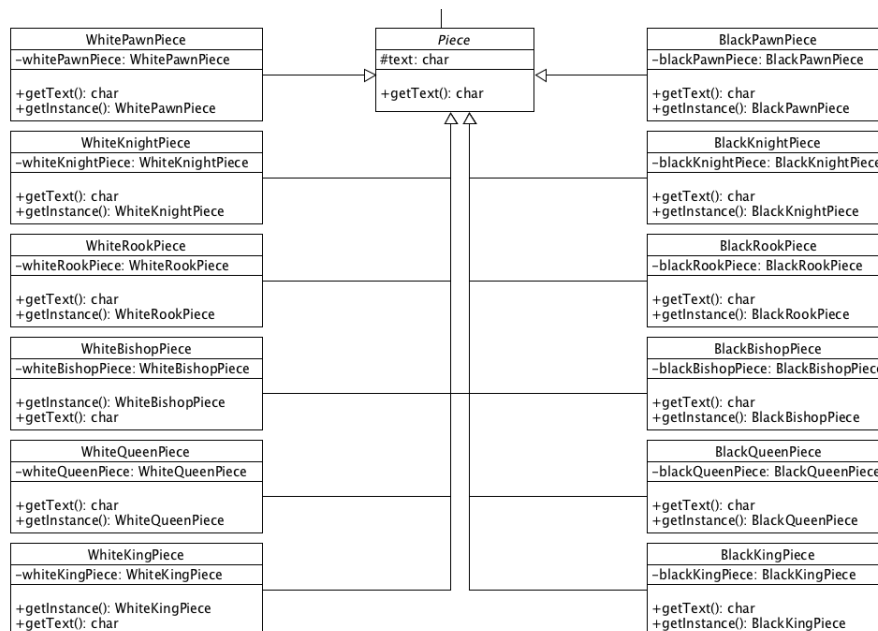 WhitePawnPiece
-whitePawnPiece: WhitePawnPiece
+getText(): char
+getInstance(): WhitePawnPiece
WhiteKnightPiece
-whiteKnightPiece: WhiteKnightPiece
+getText(): char
+getInstance(): WhiteKnightPiece
WhiteRookPiece
-whiteRookPiece: WhiteRookPiece
+getText(): char
+getInstance(): WhiteRookPiece
WhiteBishopPiece
-whiteBishopPiece: WhiteBishopPiece
+getInstance(): WhiteBishopPiece
+getText(): char
WhiteQueenPiece
-whiteQueenPiece: WhiteQueenPiece
+getText(): char
+getInstance(): WhiteQueenPiece
WhiteKingPiece
-whiteKingPiece: WhiteKingPiece
+getInstance(): WhiteKingPiece
+getText(): char
Piece
#text: char
+getText(): char
BlackPawnPiece
-blackPawnPiece: BlackPawnPiece
+getText(): char
+getInstance(): BlackPawnPiece
BlackKnightPiece
-blackKnightPiece: BlackKnightPiece
+getText(): char
+getInstance(): BlackKnightPiece
BlackRookPiece
-blackRookPiece: BlackRookPiece
+getText(): char
+getInstance(): BlackRookPiece
BlackBishopPiece
-blackBishopPiece: BlackBishopPiece
+getText(): char
+getInstance(): BlackBishopPiece
BlackQueenPiece
-blackQueenPiece: BlackQueenPiece
+getText(): char
+getInstance(): BlackQueenPiece
BlackKingPiece
-blackKingPiece: BlackKingPiece
+getText(): char
+getInstance(): BlackKingPiece